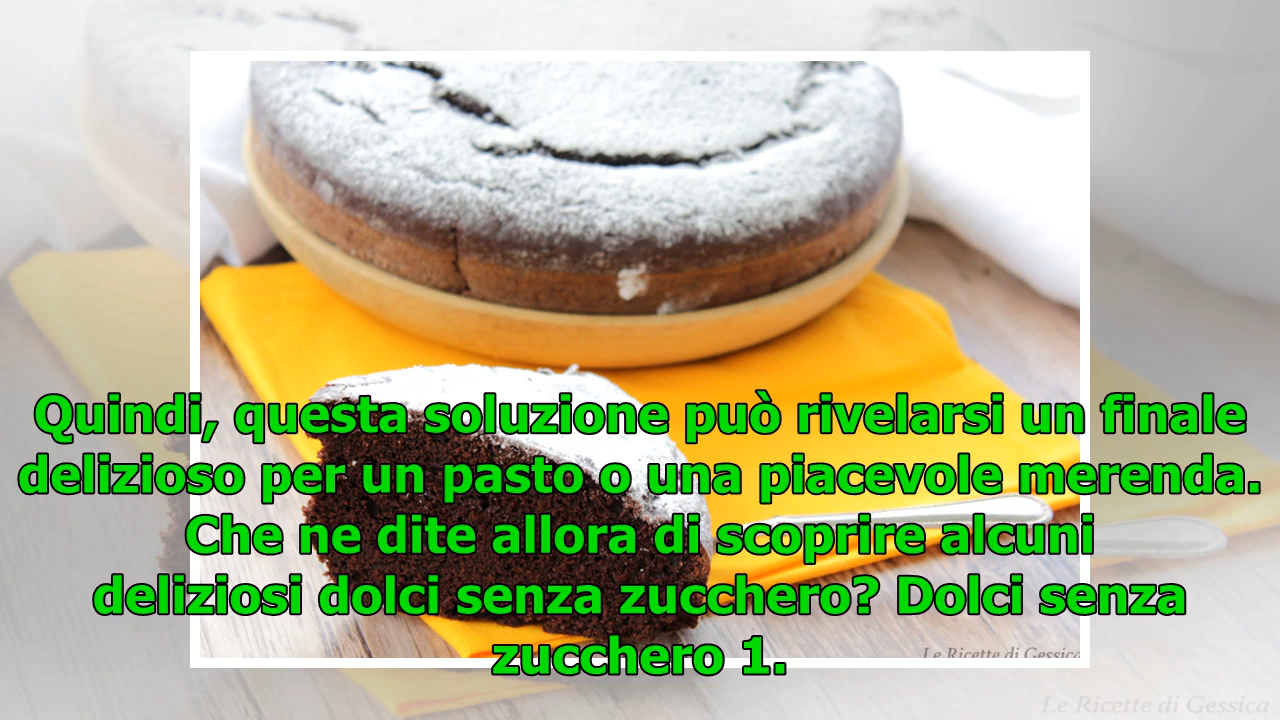 Quindi, questa soluzione può rivelarsi un finale
delizioso per un pasto o una piacevole merenda.
Che ne dite allora di scoprire alcuni
deliziosi dolci senza zucchero? Dolci senza
zucchero 1.
Le Ricette di Gessica
Le Ricette di Gessica